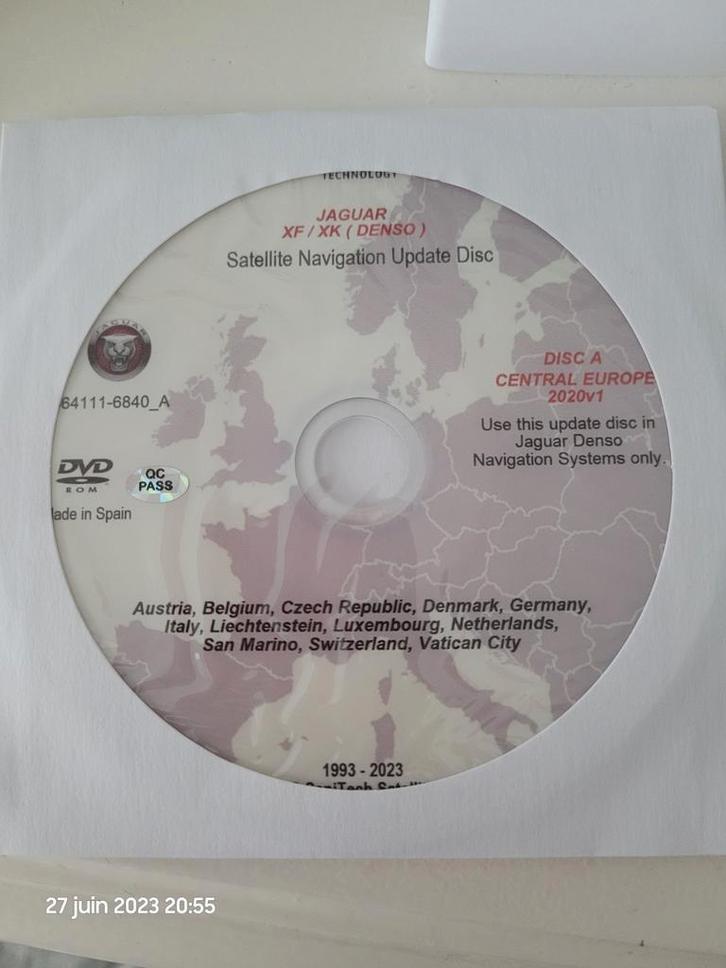 TECHNOLOGY
JAGUAR
XF / XK ( DENSO )
Satellite Navigation Update Disc
JAGUAR
DISC A
CENTRAL EUROPE
2020v1
64111-6840_A
Use this update disc in
Jaguar Denso
Navigation Systems only.
DVD
ROM
QC
PASS
ade in Spain
Austria, Belgium, Czech Republic, Denmark, Germany,
Italy, Liechtenstein, Luxembourg, Netherlands,
San Marino, Switzerland, Vatican City
1993 - 2023
27 juin 2023 20:55